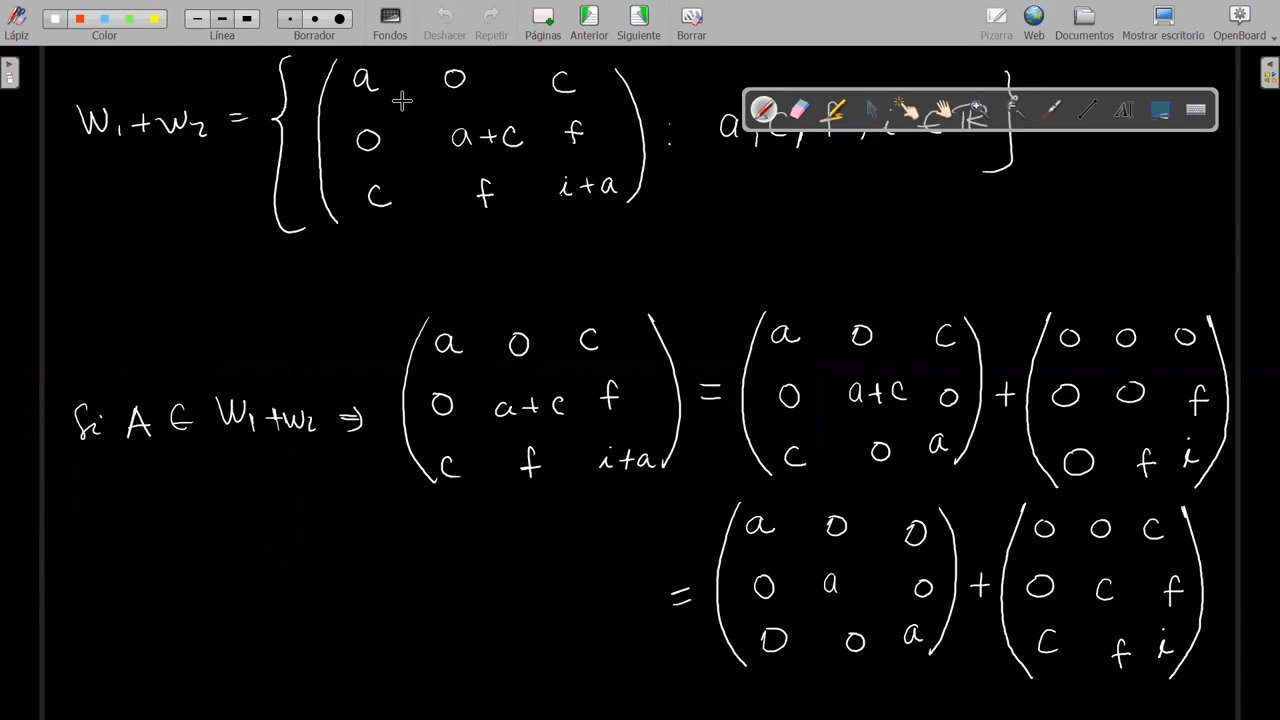 Lápiz Color Línea Borrador Fondos Deshacer Repetir Páginas Anterior Siguiente Borrar Pizarra Web Documentos Mostrar escritorio OpenBoard
a 0 c
W₁+W₂ = { 0 a+c f : a, c, f, i ∈ ℝ }
c f i+a
a 0 c a 0 c 0 0 0
Si A ∈ W₁+W₂ ⇒ 0 a+c f = 0 a+c 0 + 0 0 f
c f i+a c 0 a 0 f i
a 0 0 0 0 c
= 0 a 0 + 0 c f
0 0 a c f i